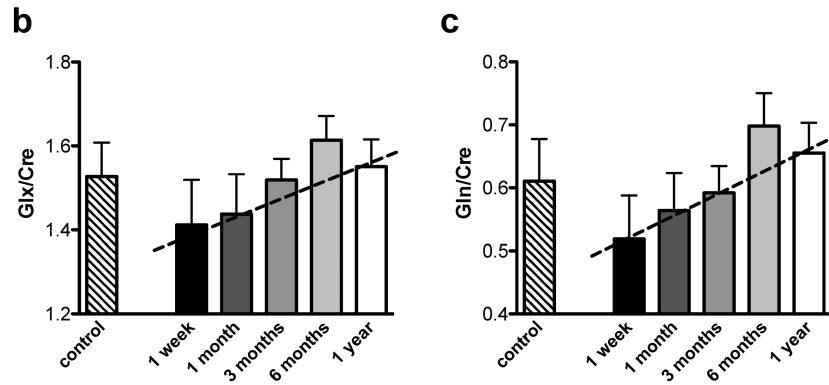 b
Glx/Cre
1.8
1.6
1.4
1.2
control
1 week
1 month
3 months
6 months
1 year
c
Gln/Cre
0.8
0.7
0.6
0.5
0.4
control
1 week
1 month
3 months
6 months
1 year